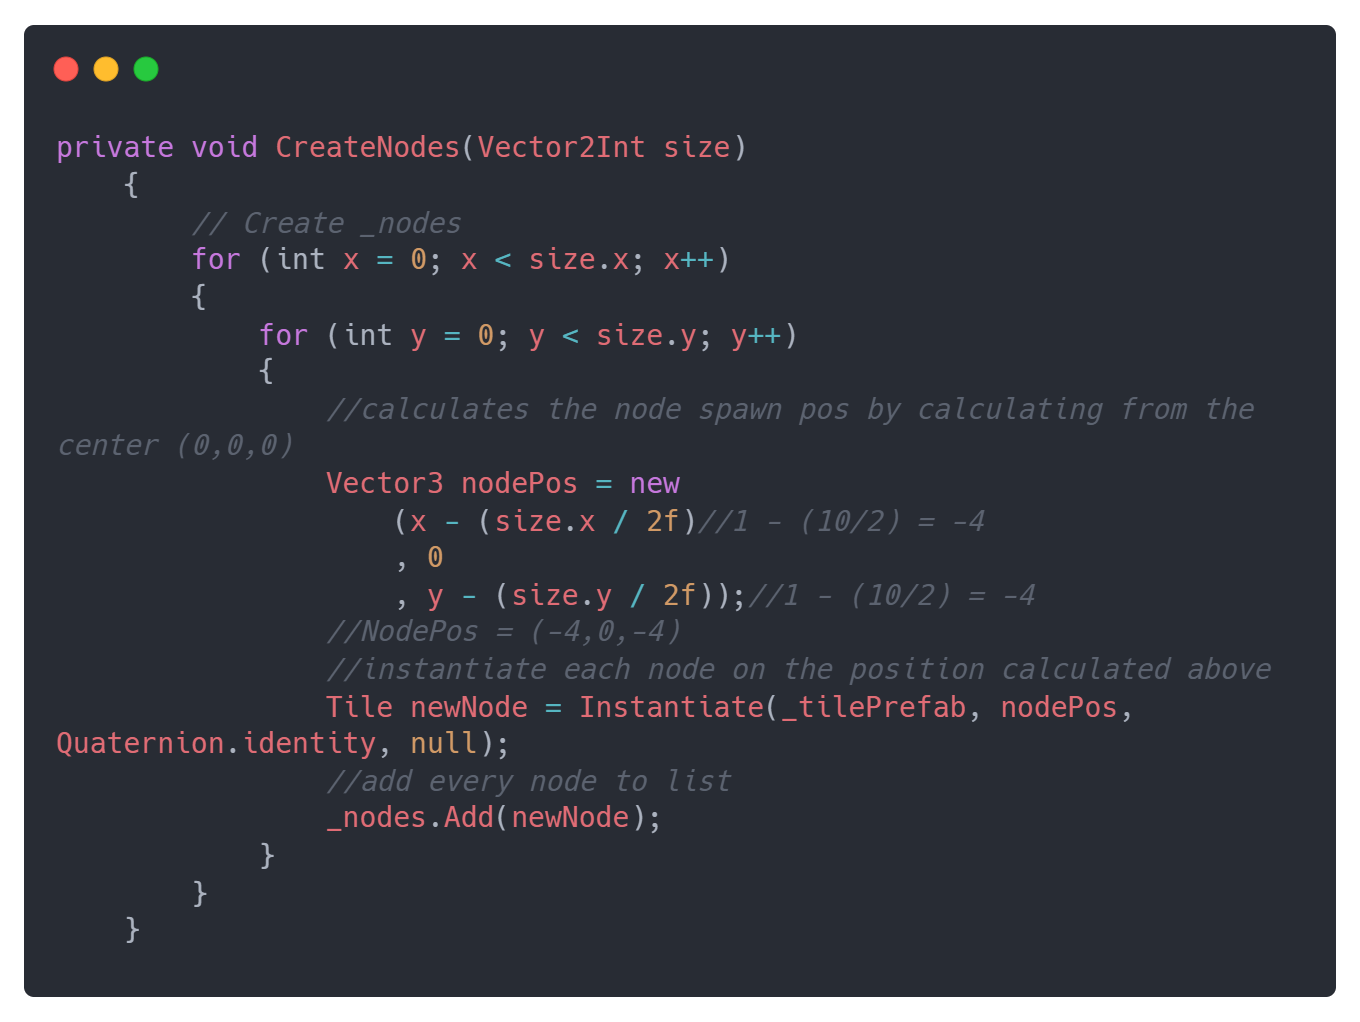 private void CreateNodes(Vector2Int size)
    {
        // Create _nodes
        for (int x = 0; x < size.x; x++)
        {
            for (int y = 0; y < size.y; y++)
            {
                //calculates the node spawn pos by calculating from the
center (0,0,0)
                Vector3 nodePos = new
                    (x - (size.x / 2f)//1 - (10/2) = -4
                    , 0
                    , y - (size.y / 2f));//1 - (10/2) = -4
                //NodePos = (-4,0,-4)
                //instantiate each node on the position calculated above
                Tile newNode = Instantiate(_tilePrefab, nodePos,
Quaternion.identity, null);
                //add every node to list
                _nodes.Add(newNode);
            }
        }
    }